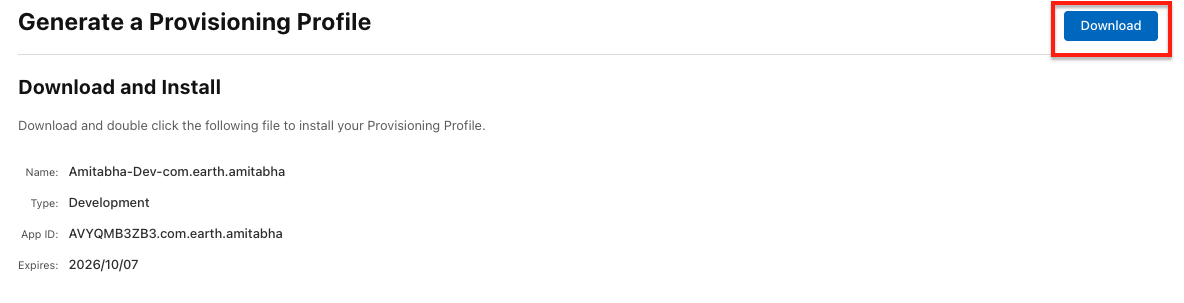 Generate a Provisioning Profile
Download
Download and Install
Download and double click the following file to install your Provisioning Profile.
Name: Amitabha-Dev-com.earth.amitabha
Type: Development
App ID: AVYQMB3ZB3.com.earth.amitabha
Expires: 2026/10/07